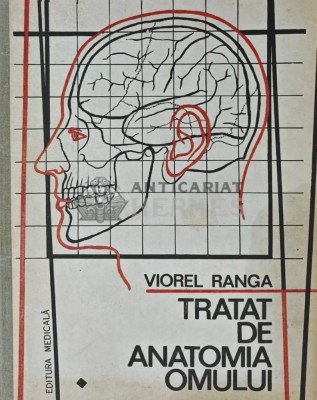 ANTICARIAT
HERMES
VIOREL RANGA
TRATAT
DE
ANATOMIA
OMULUI
EDITURA MEDICALĂ